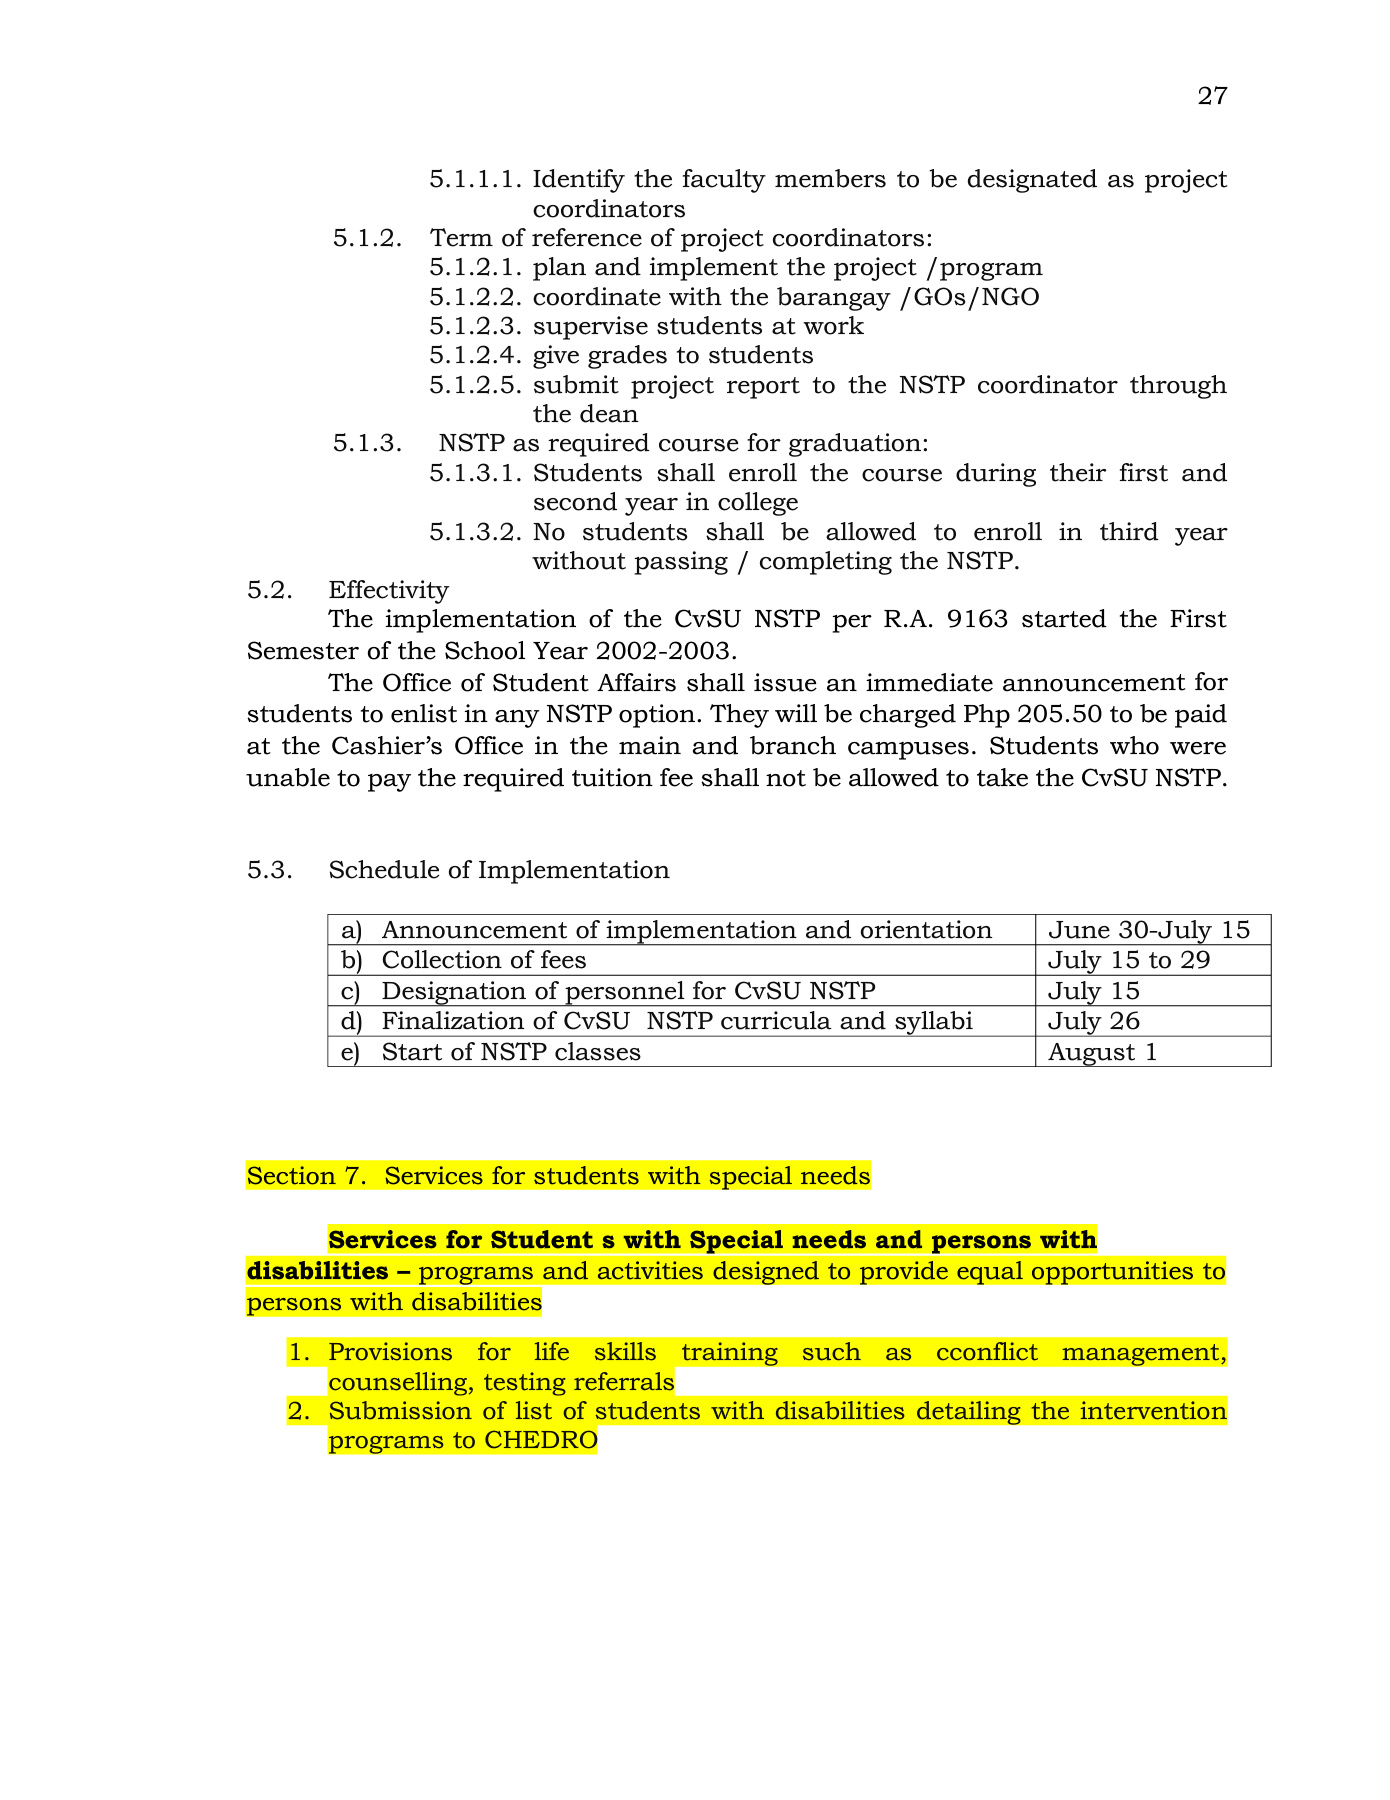 27
5.1.1.1. Identify the faculty members to be designated as project
coordinators
5.1.2. Term of reference of project coordinators:
5.1.2.1. plan and implement the project /program
5.1.2.2. coordinate with the barangay /GOs/NGO
5.1.2.3. supervise students at work
5.1.2.4. give grades to students
5.1.2.5. submit project report to the NSTP coordinator through
the dean
5.1.3. NSTP as required course for graduation:
5.1.3.1. Students shall enroll the course during their first and
second year in college
5.1.3.2. No students shall be allowed to enroll in third year
without passing / completing the NSTP.
5.2. Effectivity
The implementation of the CvSU NSTP per R.A. 9163 started the First
Semester of the School Year 2002-2003.
The Office of Student Affairs shall issue an immediate announcement for
students to enlist in any NSTP option. They will be charged Php 205.50 to be paid
at the Cashier’s Office in the main and branch campuses. Students who were
unable to pay the required tuition fee shall not be allowed to take the CvSU NSTP.
5.3. Schedule of Implementation
a) Announcement of implementation and orientation June 30-July 15
b) Collection of fees July 15 to 29
c) Designation of personnel for CvSU NSTP July 15
d) Finalization of CvSU NSTP curricula and syllabi July 26
e) Start of NSTP classes August 1
Section 7. Services for students with special needs
Services for Student s with Special needs and persons with
disabilities – programs and activities designed to provide equal opportunities to
persons with disabilities
1. Provisions for life skills training such as cconflict management,
counselling, testing referrals
2. Submission of list of students with disabilities detailing the intervention
programs to CHEDRO